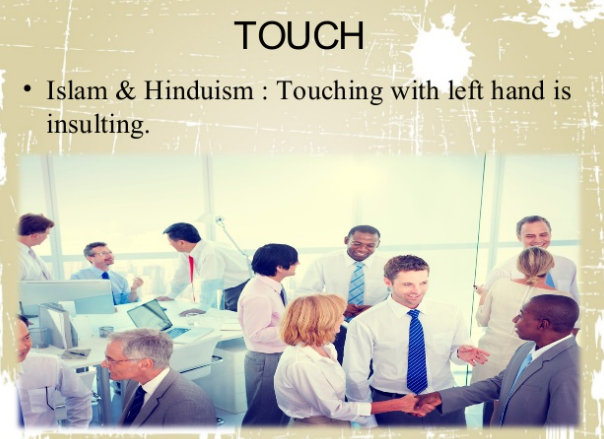 TOUCH
• Islam & Hinduism : Touching with left hand is
insulting.